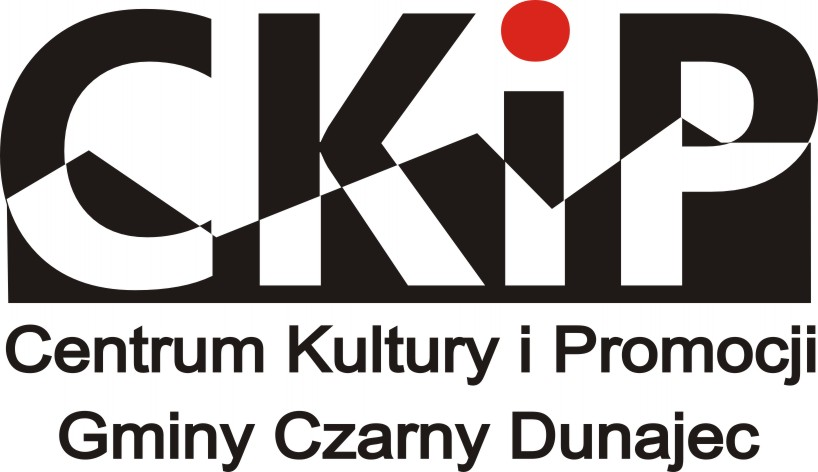 CKiP
Centrum Kultury i Promocji
Gminy Czarny Dunajec